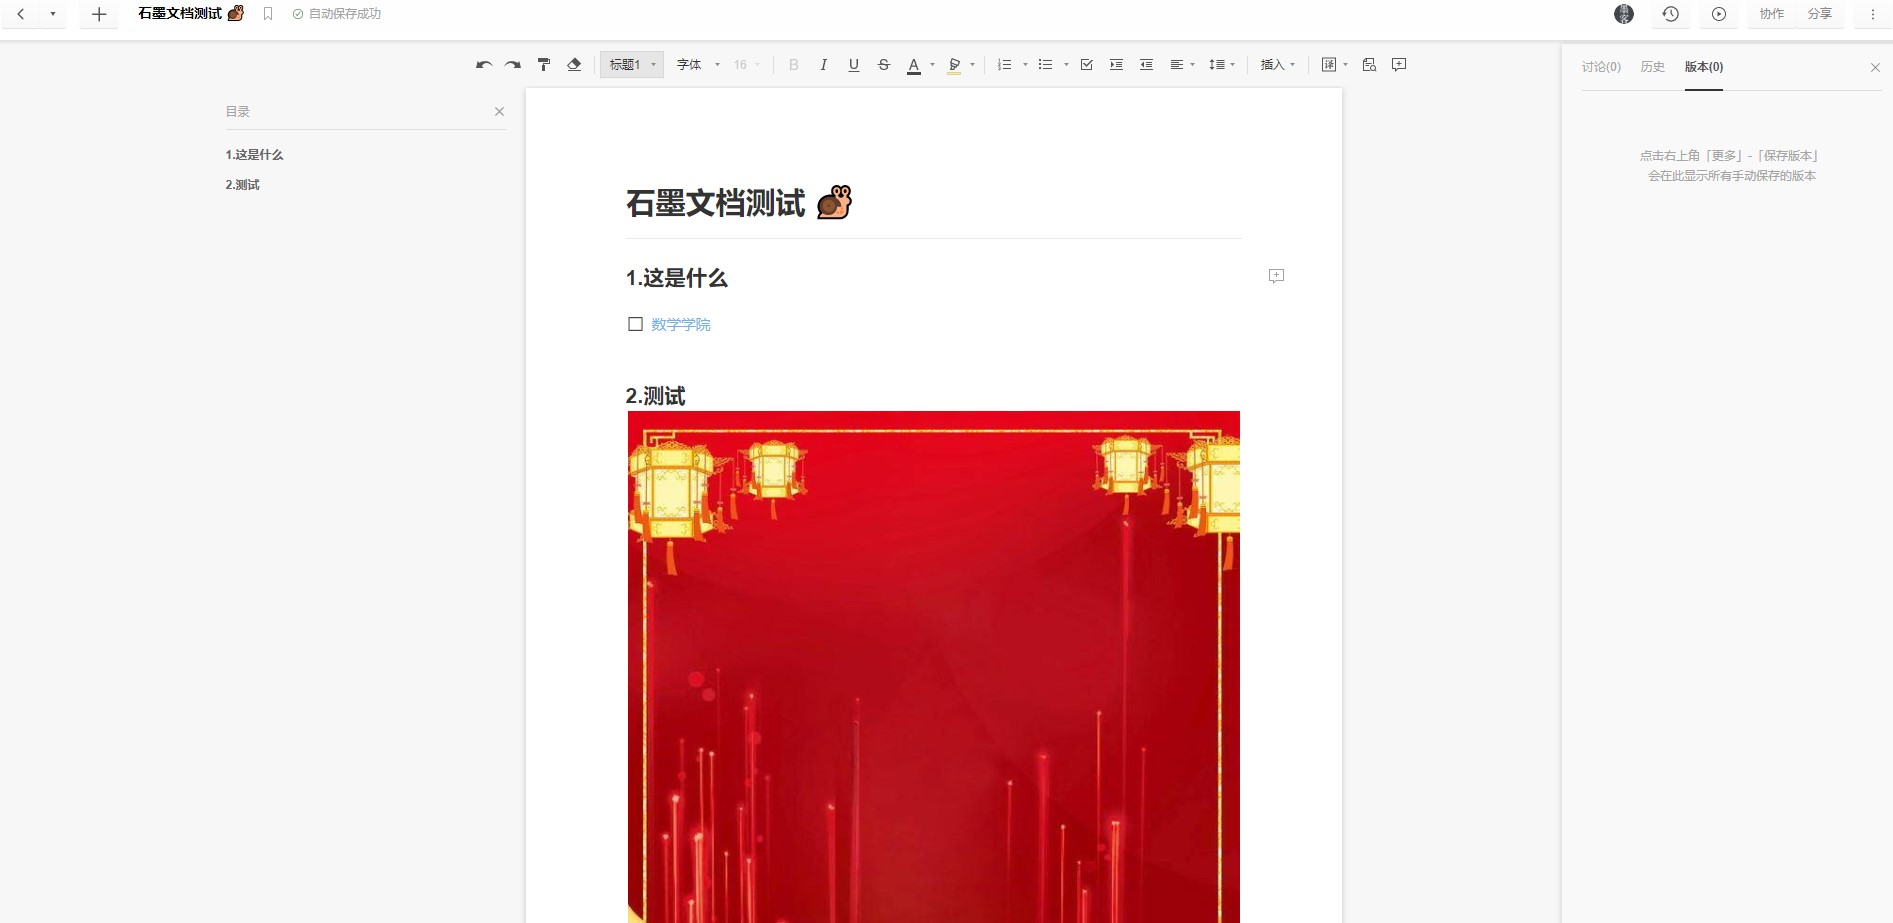 石墨文档测试 自动保存成功
协作 分享
标题1 字体 16 B I U S A 插入 译
讨论(0) 历史 版本(0)
点击右上角「更多」-「保存版本」
会在此显示所有手动保存的版本
目录
1.这是什么
2.测试
石墨文档测试
1.这是什么
数学学院
2.测试